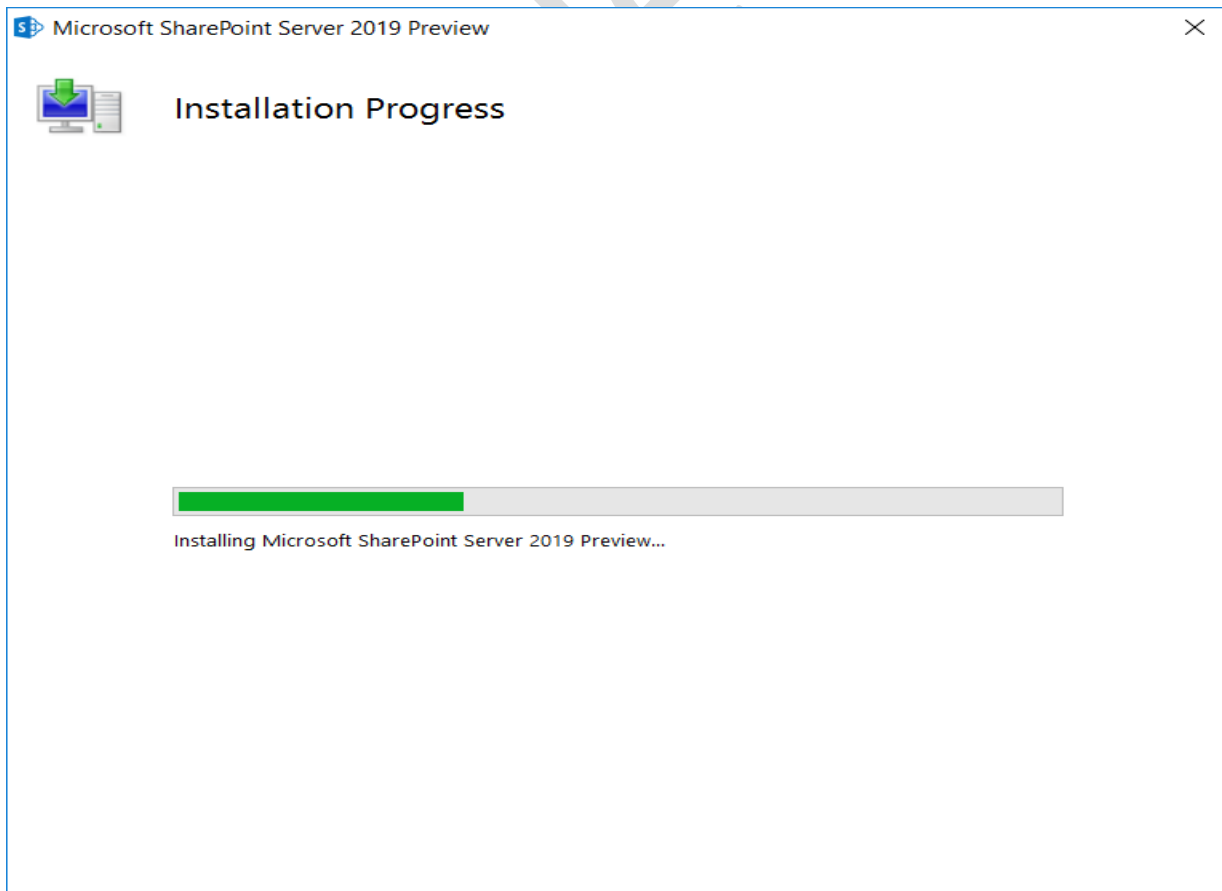 Microsoft SharePoint Server 2019 Preview
Installation Progress
Installing Microsoft SharePoint Server 2019 Preview...